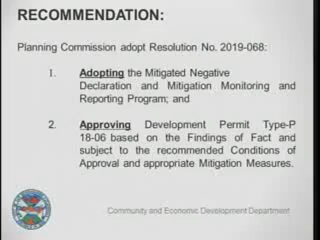 RECOMMENDATION:
Planning Commission adopt Resolution No. 2019-068:
1. Adopting the Mitigated Negative
Declaration and Mitigation Monitoring and
Reporting Program; and
2. Approving Development Permit Type-P
18-06 based on the Findings of Fact and
subject to the recommended Conditions of
Approval and appropriate Mitigation Measures.
Community and Economic Development Department